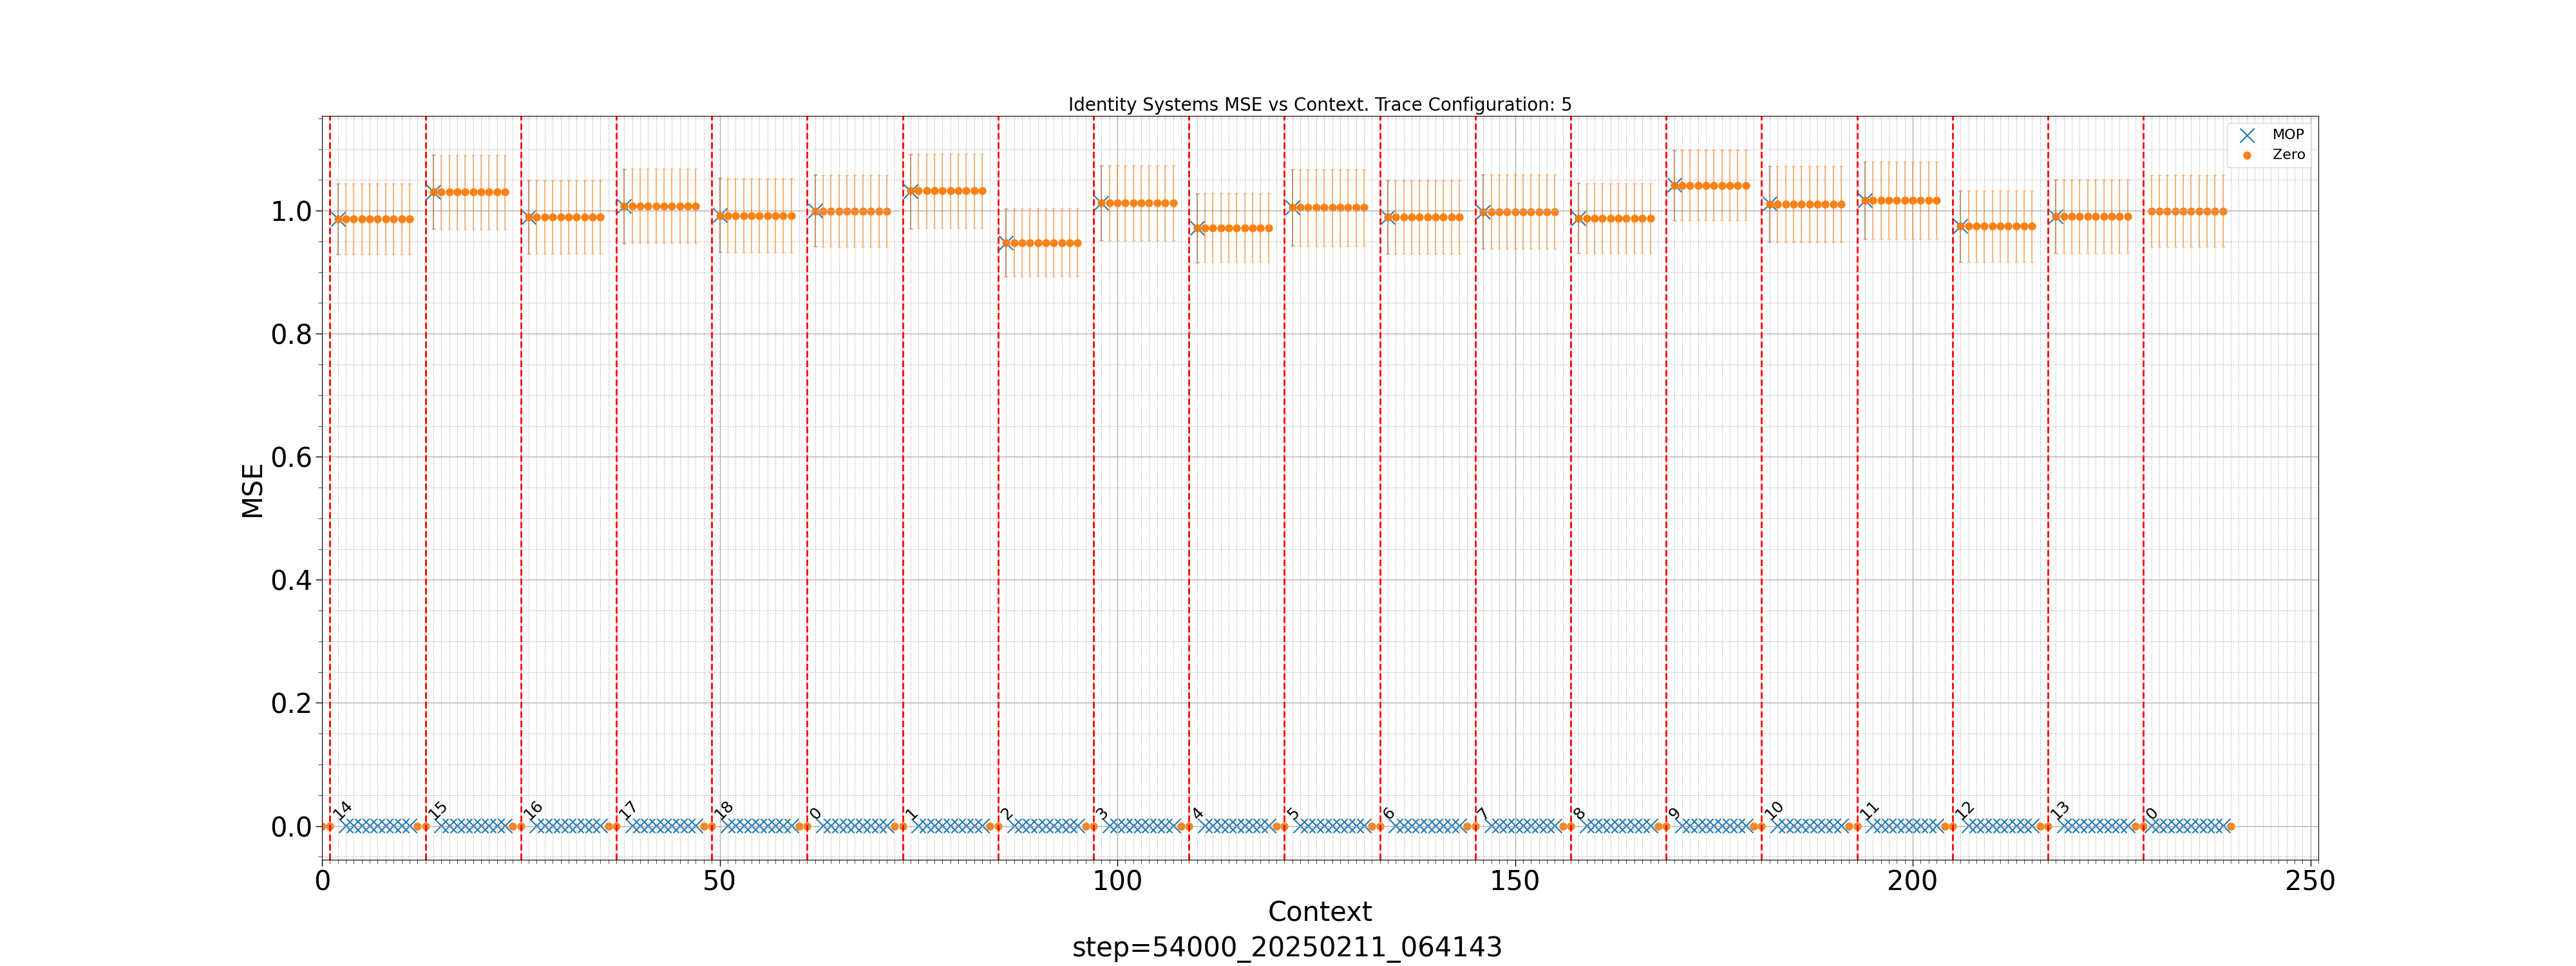 Identity Systems MSE vs Context. Trace Configuration: 5
MOP
Zero
1.0
0.8
0.6
0.4
0.2
0.0
MSE
14 15 16 17 18 0 1 2 3 4 5 6 7 8 9 10 11 12 13 0
0 50 100 150 200 250
Context
step=54000_20250211_064143